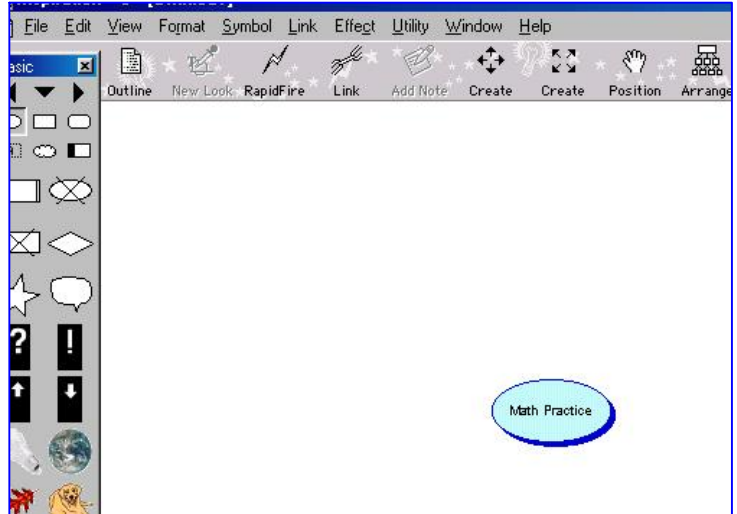 File Edit View Format Symbol Link Effect Utility Window Help
asic
Outline New Look RapidFire Link Add Note Create Create Position Arrange
?
!
Math Practice